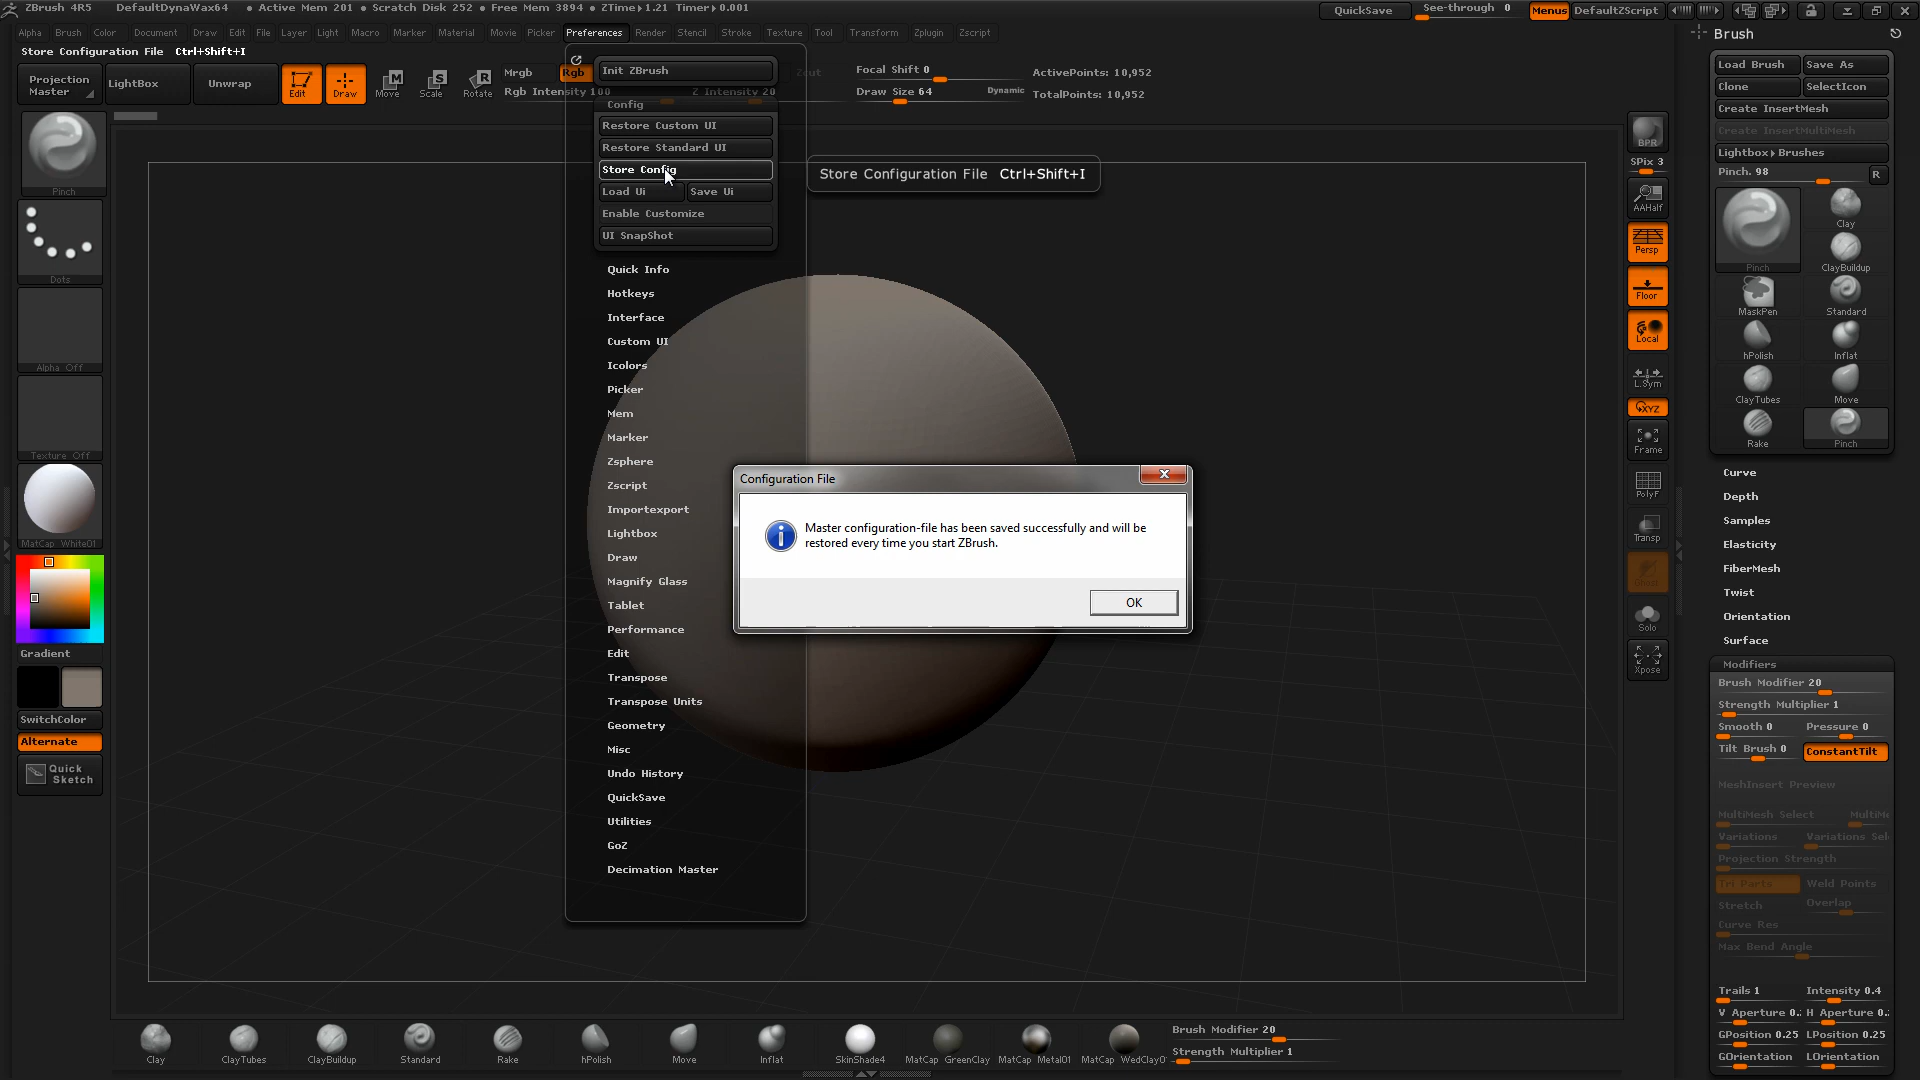 ZBrush 4R5 DefaultDynaWax64 • Active Mem 201 • Scratch Disk 252 • Free Mem 3894 • ZTime▸1.21 Timer▸0.001 QuickSave See-through 0 Menus DefaultZScript
Alpha Brush Color Document Draw Edit File Layer Light Macro Marker Material Movie Picker Preferences Render Stencil Stroke Texture Tool Transform Zplugin Zscript
Store Configuration File Ctrl+Shift+I
Projection Master
LightBox
Unwrap
Edit
Draw
Move
Scale
Rotate
Mrgb
Rgb
Rgb Intensity 100
Z Intensity 20
Focal Shift 0
Draw Size 64
Dynamic
ActivePoints: 10,952
TotalPoints: 10,952
Pinch
Dots
Alpha Off
Texture Off
MatCap White01
Gradient
SwitchColor
Alternate
Quick Sketch
Init ZBrush
Config
Restore Custom UI
Restore Standard UI
Store Config
Load Ui
Save Ui
Enable Customize
UI SnapShot
Quick Info
Hotkeys
Interface
Custom UI
Icolors
Picker
Mem
Marker
Zsphere
Zscript
Importexport
Lightbox
Draw
Magnify Glass
Tablet
Performance
Edit
Transpose
Transpose Units
Geometry
Misc
Undo History
QuickSave
Utilities
GoZ
Decimation Master
Store Configuration File Ctrl+Shift+I
Configuration File
Master configuration-file has been saved successfully and will be
restored every time you start ZBrush.
OK
BPR
SPix 3
AAHalf
Persp
Floor
Local
L.Sym
XYZ
Frame
PolyF
Transp
Solo
Xpose
Brush
Load Brush
Save As
Clone
SelectIcon
Create InsertMesh
Create InsertMultiMesh
Lightbox▸Brushes
Pinch. 98
R
Pinch
Clay
ClayBuildup
MaskPen
Standard
hPolish
Inflat
ClayTubes
Move
Rake
Pinch
Curve
Depth
Samples
Elasticity
FiberMesh
Twist
Orientation
Surface
Modifiers
Brush Modifier 20
Strength Multiplier 1
Smooth 0
Pressure 0
Tilt Brush 0
ConstantTilt
MeshInsert Preview
MultiMesh Select
MultiMe
Variations
Variations Sel
Projection Strength
Tri Parts
Weld Points
Stretch
Overlap
Curve Res
Max Bend Angle
Trails 1
Intensity 0.4
V Aperture 0.
H Aperture 0.
GPosition 0.25
LPosition 0.25
GOrientation
LOrientation
Clay
ClayTubes
ClayBuildup
Standard
Rake
hPolish
Move
Inflat
SkinShade4
MatCap GreenClay
MatCap Metal01
MatCap WedClay0
Brush Modifier 20
Strength Multiplier 1